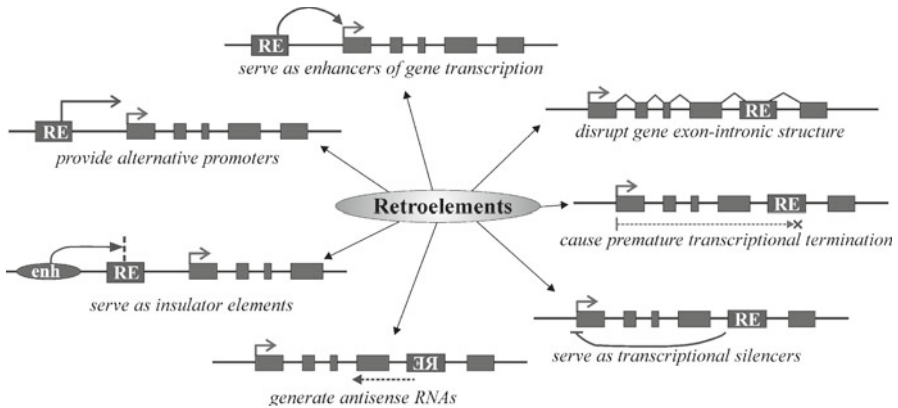 RE
serve as enhancers of gene transcription
RE
provide alternative promoters
RE
disrupt gene exon-intronic structure
Retroelements
RE
cause premature transcriptional termination
enh
RE
serve as insulator elements
RE
serve as transcriptional silencers
RE
generate antisense RNAs